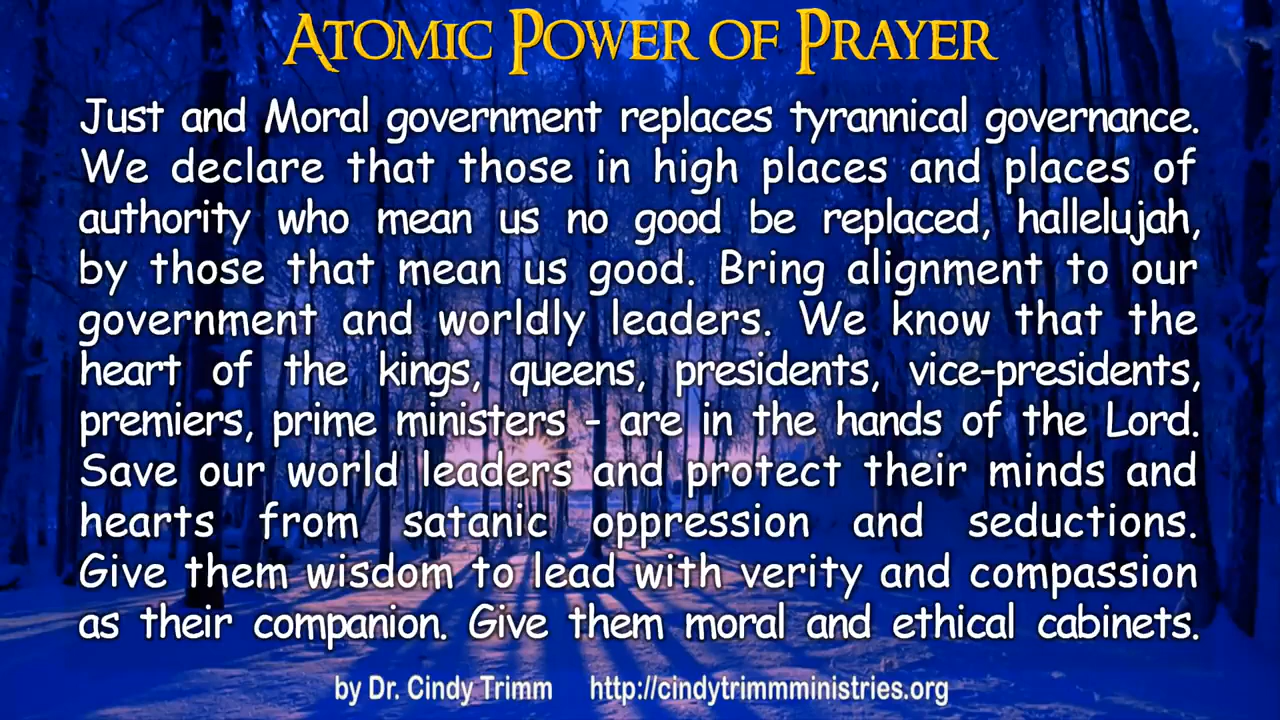 Atomic Power of Prayer
Just and Moral government replaces tyrannical governance.
We declare that those in high places and places of
authority who mean us no good be replaced, hallelujah,
by those that mean us good. Bring alignment to our
government and worldly leaders. We know that the
heart of the kings, queens, presidents, vice-presidents,
premiers, prime ministers - are in the hands of the Lord.
Save our world leaders and protect their minds and
hearts from satanic oppression and seductions.
Give them wisdom to lead with verity and compassion
as their companion. Give them moral and ethical cabinets.
by Dr. Cindy Trimm http://cindytrimmministries.org